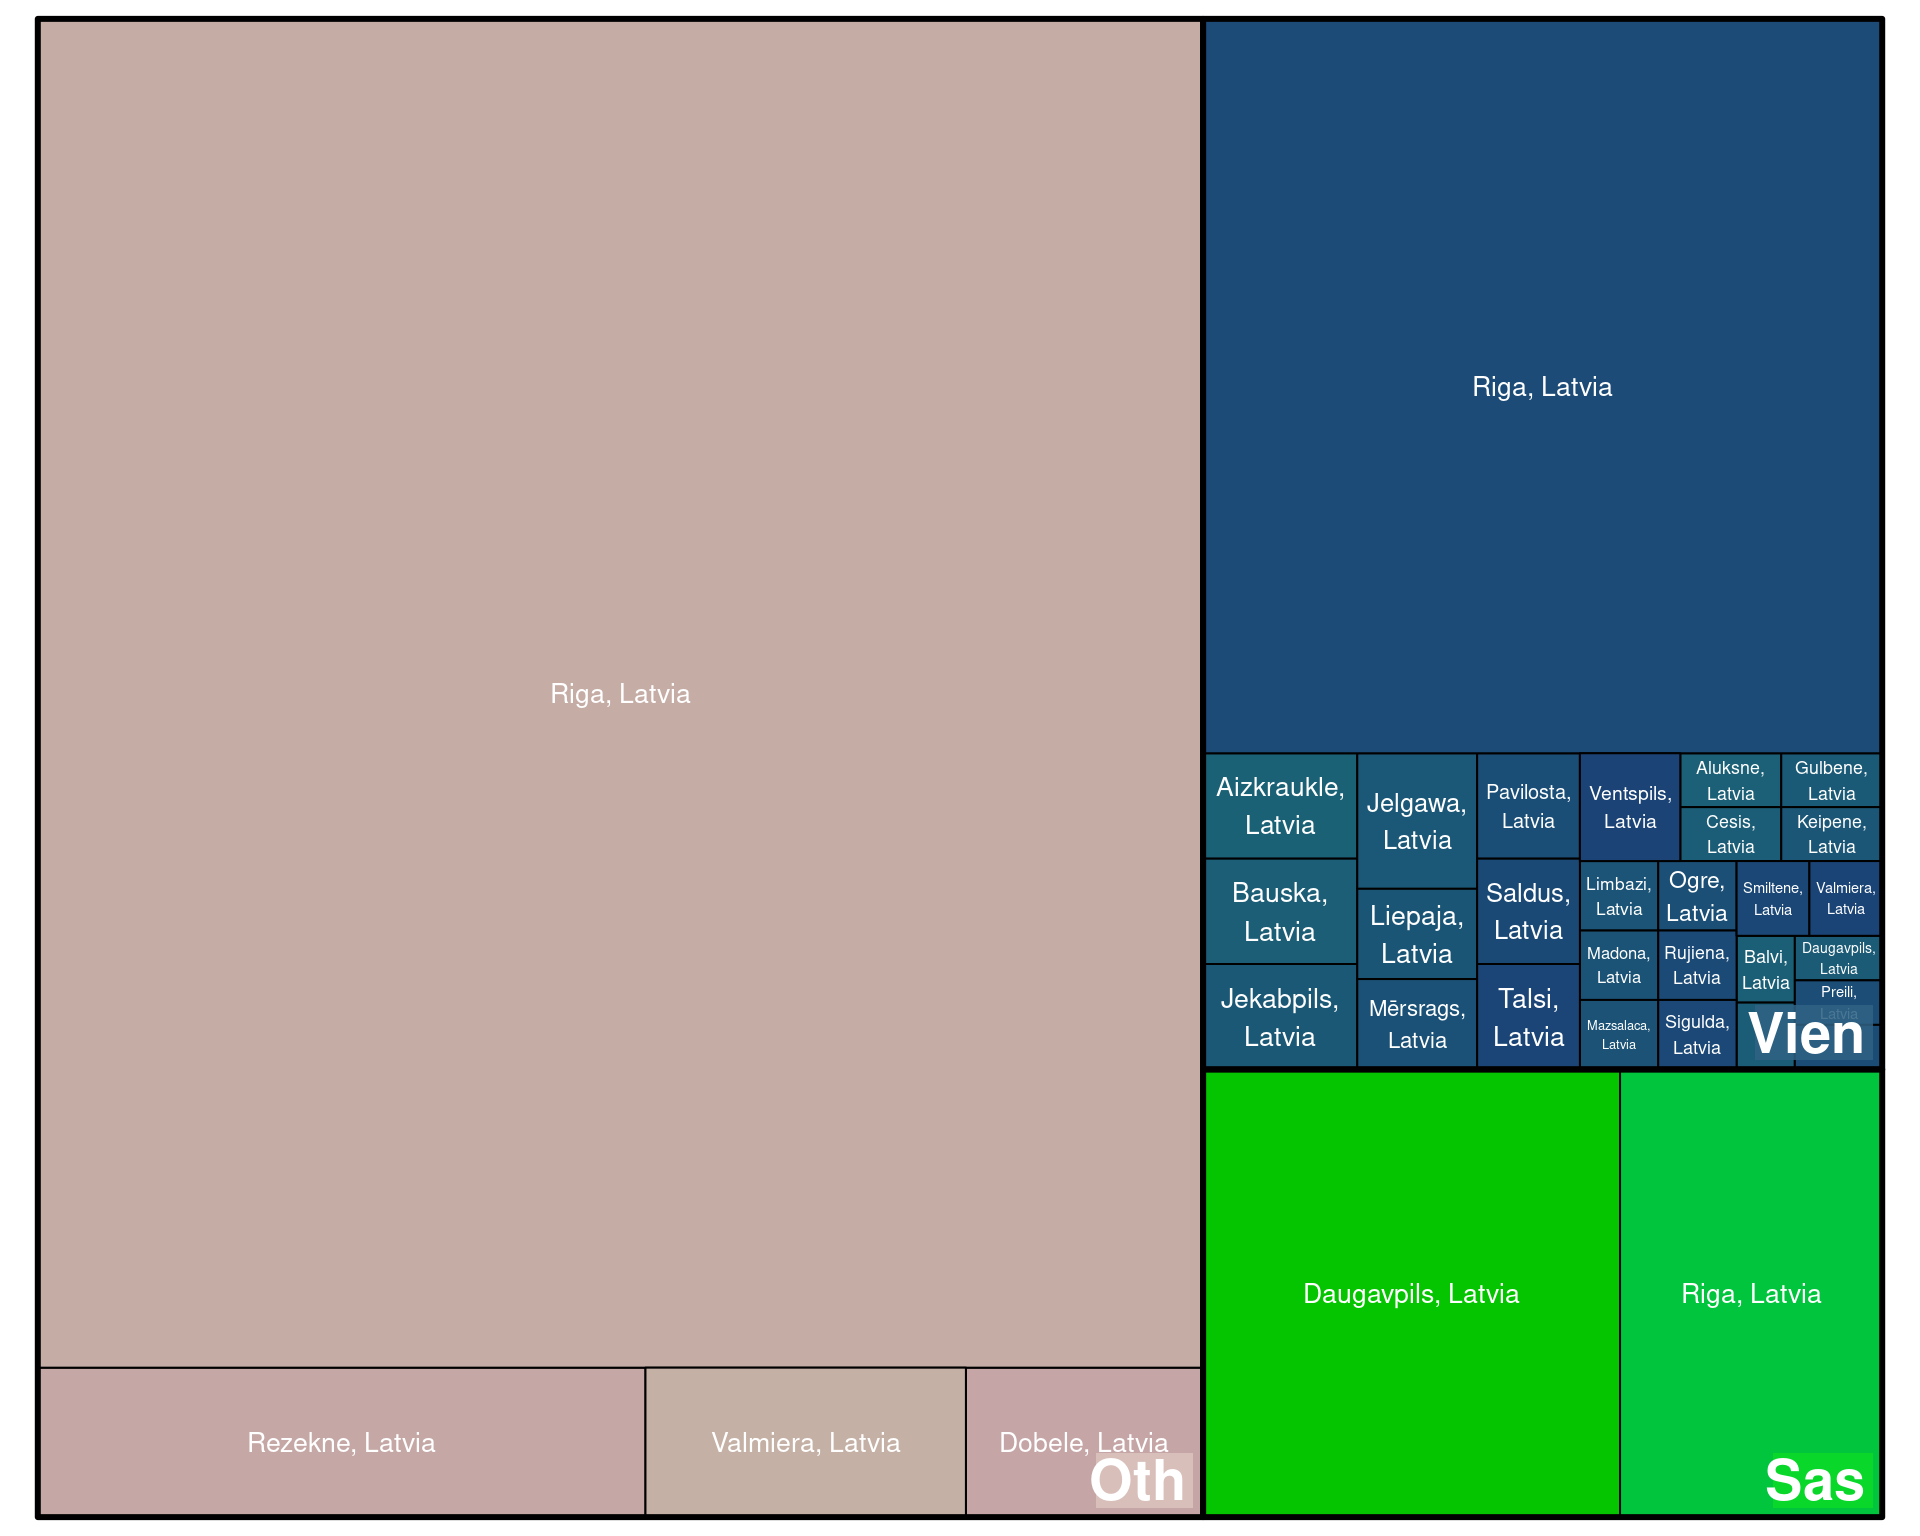 Riga, Latvia
Rezekne, Latvia
Valmiera, Latvia
Dobele, Latvia
Oth
Riga, Latvia
Aizkraukle,
Latvia
Bauska,
Latvia
Jekabpils,
Latvia
Jelgawa,
Latvia
Liepaja,
Latvia
Mērsrags,
Latvia
Pavilosta,
Latvia
Saldus,
Latvia
Talsi,
Latvia
Ventspils,
Latvia
Aluksne,
Latvia
Gulbene,
Latvia
Cesis,
Latvia
Keipene,
Latvia
Limbazi,
Latvia
Ogre,
Latvia
Smiltene,
Latvia
Valmiera,
Latvia
Madona,
Latvia
Rujiena,
Latvia
Balvi,
Latvia
Daugavpils,
Latvia
Preili,
Latvia
Mazsalaca,
Latvia
Sigulda,
Latvia
Vien
Daugavpils, Latvia
Riga, Latvia
Sas